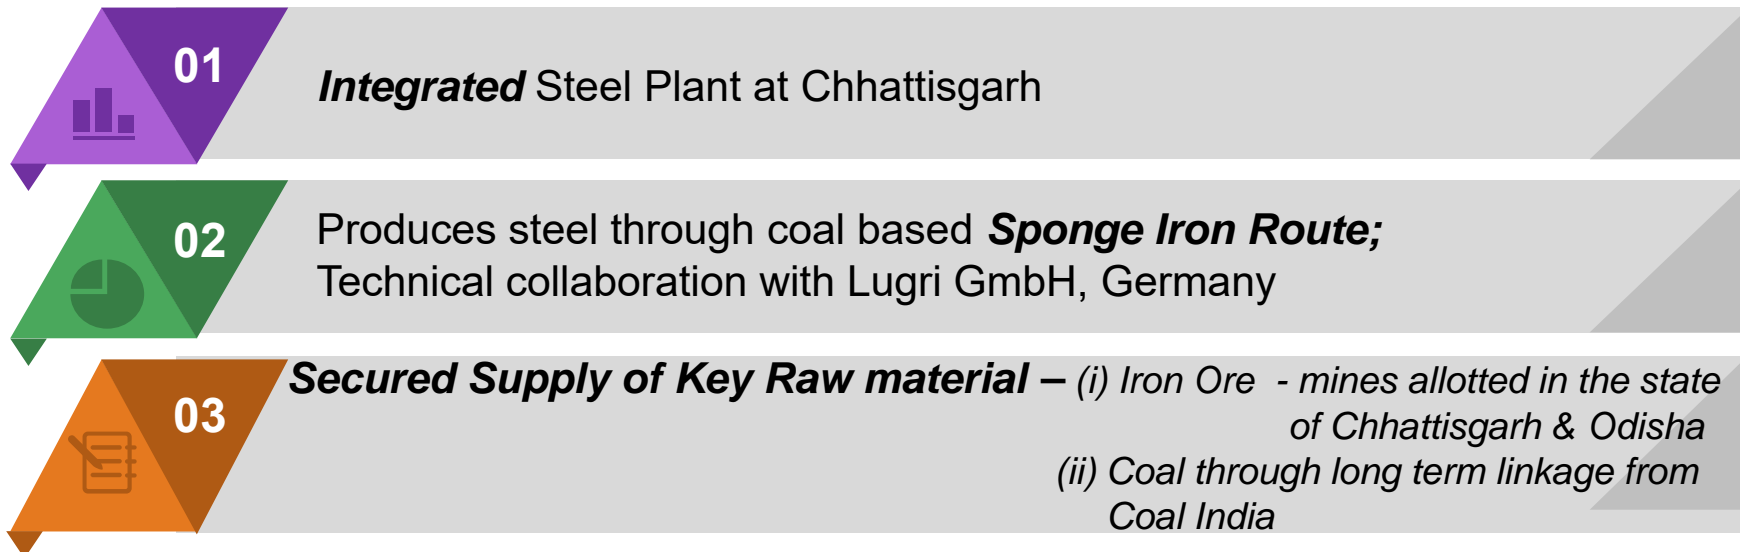 01
Integrated Steel Plant at Chhattisgarh
02
Produces steel through coal based Sponge Iron Route;
Technical collaboration with Lugri GmbH, Germany
03
Secured Supply of Key Raw material – (i) Iron Ore - mines allotted in the state
of Chhattisgarh & Odisha
(ii) Coal through long term linkage from
Coal India